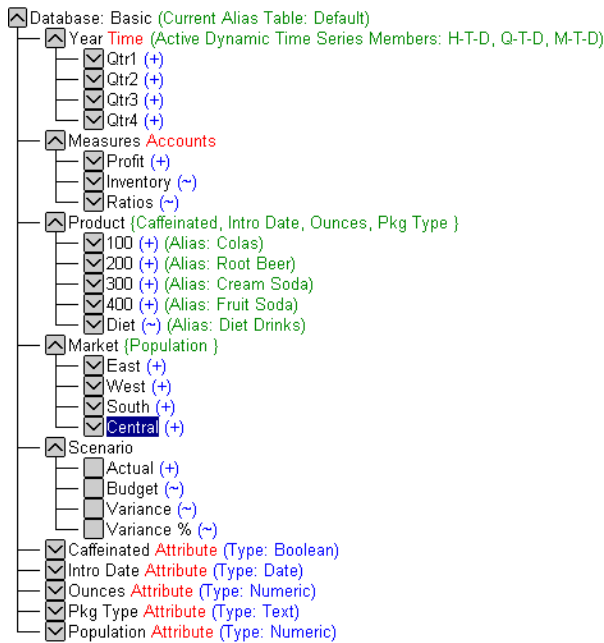 Database: Basic (Current Alias Table: Default)
Year Time (Active Dynamic Time Series Members: H-T-D, Q-T-D, M-T-D)
Qtr1 (+)
Qtr2 (+)
Qtr3 (+)
Qtr4 (+)
Measures Accounts
Profit (+)
Inventory (~)
Ratios (~)
Product {Caffeinated, Intro Date, Ounces, Pkg Type }
100 (+) (Alias: Colas)
200 (+) (Alias: Root Beer)
300 (+) (Alias: Cream Soda)
400 (+) (Alias: Fruit Soda)
Diet (~) (Alias: Diet Drinks)
Market {Population }
East (+)
West (+)
South (+)
Central (+)
Scenario
Actual (+)
Budget (~)
Variance (~)
Variance % (~)
Caffeinated Attribute (Type: Boolean)
Intro Date Attribute (Type: Date)
Ounces Attribute (Type: Numeric)
Pkg Type Attribute (Type: Text)
Population Attribute (Type: Numeric)